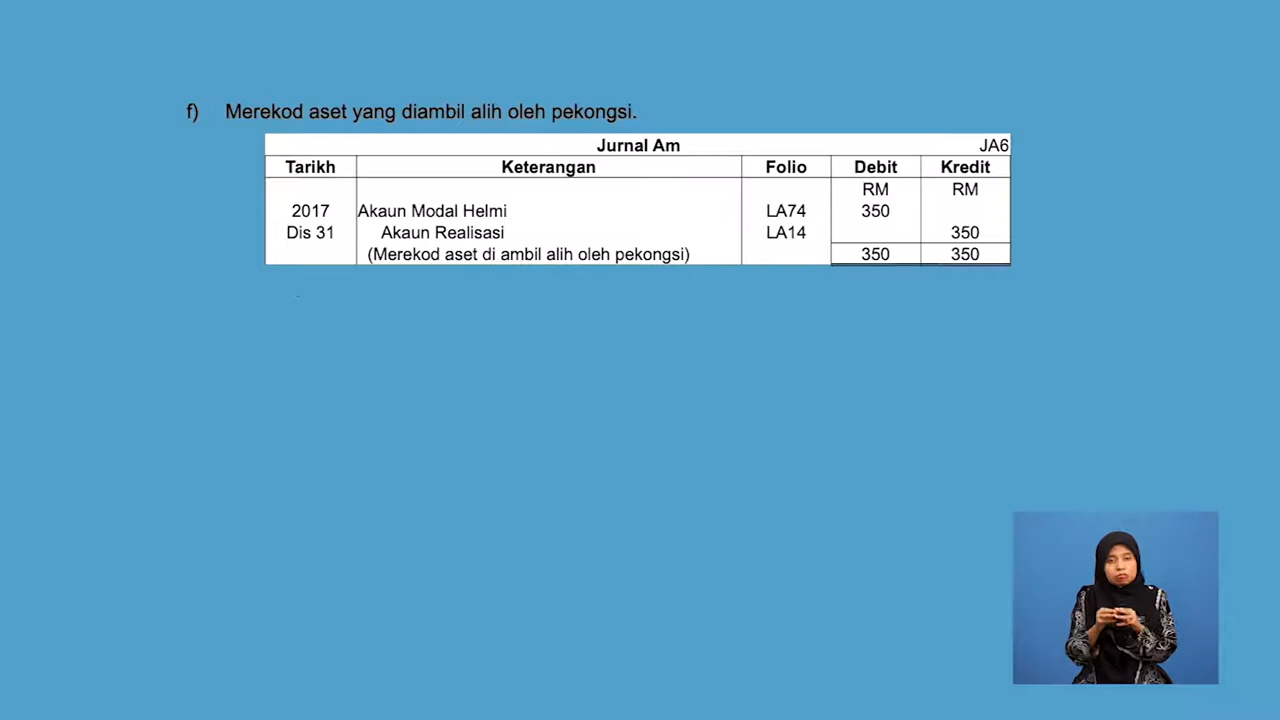 f) Merekod aset yang diambil alih oleh pekongsi.
Jurnal Am JA6
Tarikh Keterangan Folio Debit Kredit
RM RM
2017 Akaun Modal Helmi LA74 350
Dis 31 Akaun Realisasi LA14 350
(Merekod aset di ambil alih oleh pekongsi) 350 350